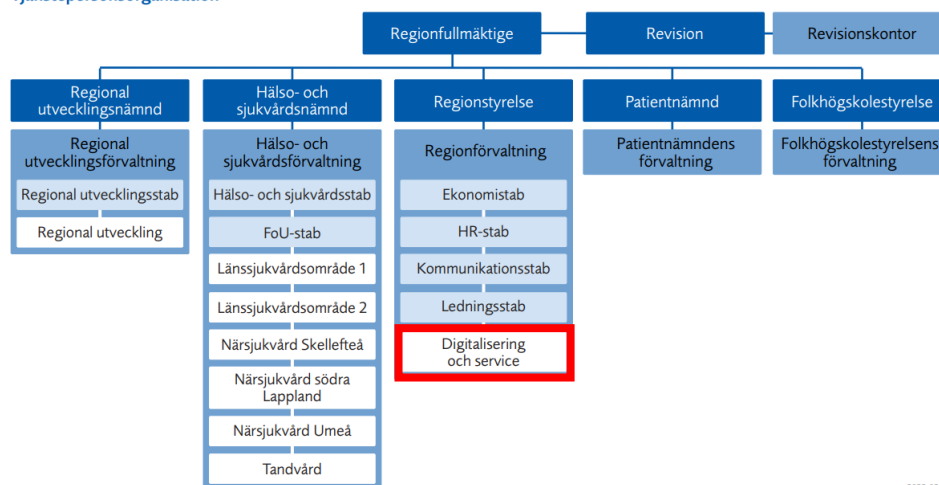 Tjänstepersonsorganisation
Regionfullmäktige
Revision
Revisionskontor
Regional
utvecklingsnämnd
Hälso- och
sjukvårdsnämnd
Regionstyrelse
Patientnämnd
Folkhögskolestyrelse
Regional
utvecklingsförvaltning
Hälso- och
sjukvårdsförvaltning
Regionförvaltning
Patientnämndens
förvaltning
Folkhögskolestyrelsens
förvaltning
Regional utvecklingsstab
Regional utveckling
Hälso- och sjukvårdsstab
FoU-stab
Länssjukvårdsområde 1
Länssjukvårdsområde 2
Närsjukvård Skellefteå
Närsjukvård södra
Lappland
Närsjukvård Umeå
Tandvård
Ekonomistab
HR-stab
Kommunikationsstab
Ledningsstab
Digitalisering
och service